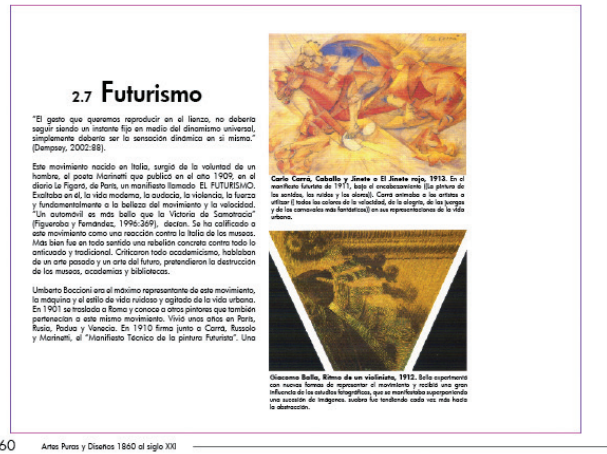 2.7 Futurismo
"El gesto que queremos reproducir en el lienzo, no debería
seguir siendo un instante fijo en medio del dinamismo universal,
simplemente debería ser la sensación dinámica en si misma."
(Dempsey, 2002:88).
Este movimiento nacido en Italia, surgió de la voluntad de un
hombre, el poeta Marinetti que publicó en el año 1909, en el
diario Le Figaró, de París, un manifiesto llamado EL FUTURISMO.
Exaltaba en él, la vida moderna, la audacia, la violencia, la fuerza
y fundamentalmente a la belleza del movimiento y la velocidad.
"Un automóvil es más bello que la Victoria de Samotracia"
(Figueroba y Fernández, 1996:369), decían. Se ha calificado a
este movimiento como una reacción contra la Italia de los museos.
Más bien fue en todo sentido una rebelión concreta contra todo lo
anticuado y tradicional. Criticaron todo academicismo, hablaban
de un arte pasado y un arte del futuro, pretendieron la destrucción
de los museos, academias y bibliotecas.
Umberto Boccioni era el máximo representante de este movimiento,
la máquina y el estilo de vida ruidoso y agitado de la vida urbana.
En 1901 se traslada a Roma y conoce a otros pintores que también
pertenecían a este mismo movimiento. Vivió unos años en París,
Rusia, Padua y Venecia. En 1910 firma junto a Carrá, Russolo
y Marinetti, el "Manifiesto Técnico de la pintura Futurista". Una
Carlo Carrá, Caballo y Jinete o El Jinete rojo, 1913. En el
manifiesto futurista de 1911, bajo el encabezamiento ((La pintura de
los sonidos, los ruidos y los olores)). Carrá animaba a los artistas a
utilizar (( todos los colores de la velocidad, de la alegría, de las juergas
y de los carnavales más fantásticos)) en sus representaciones de la vida
urbana.
Giacomo Balla, Ritmo de un violinista, 1912. Bella experimentó
con nuevas formas de representar el movimiento y recibió una gran
influencia de los estudios fotográficos, que se manifestaba superponiendo
una sucesión de imágenes. suobra fue tendiendo cada vez más hacia
la abstracción.
60 Artes Puras y Diseños 1860 al siglo XXI